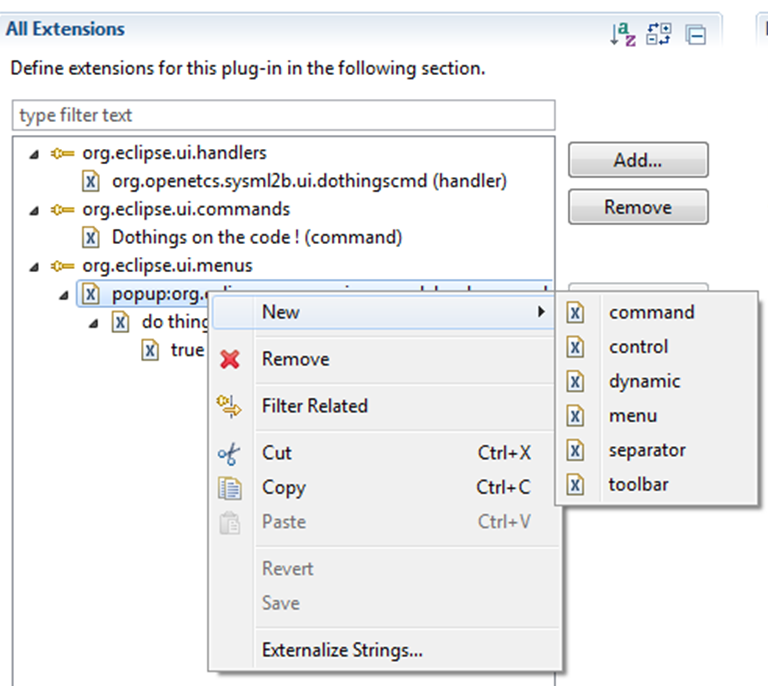 All Extensions
Define extensions for this plug-in in the following section.
type filter text
org.eclipse.ui.handlers
Add...
org.openetcs.sysml2b.ui.dothingscmd (handler)
Remove
org.eclipse.ui.commands
Dothings on the code ! (command)
org.eclipse.ui.menus
popup:org.
do thing
true
New
Remove
Filter Related
Cut Ctrl+X
Copy Ctrl+C
Paste Ctrl+V
Revert
Save
Externalize Strings...
command
control
dynamic
menu
separator
toolbar